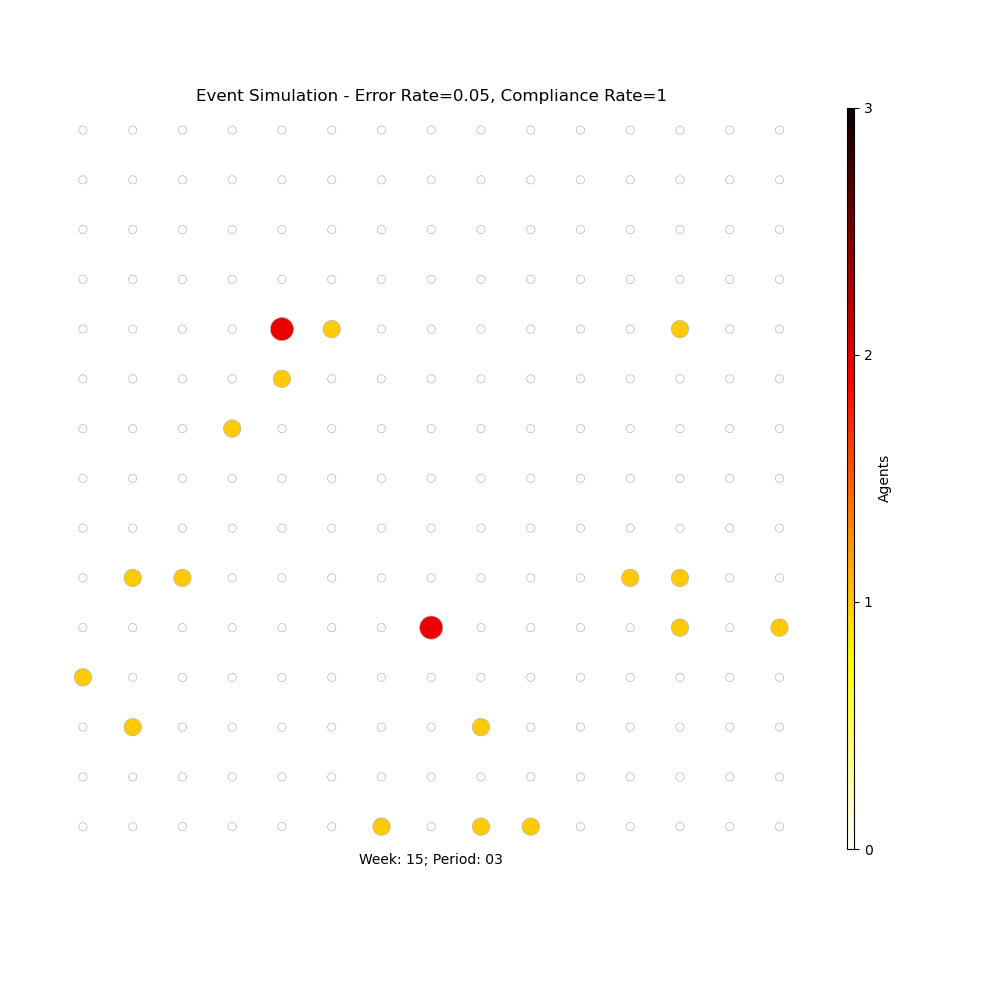 Event Simulation - Error Rate=0.05, Compliance Rate=1
3
2
Agents
1
0
Week: 15; Period: 03